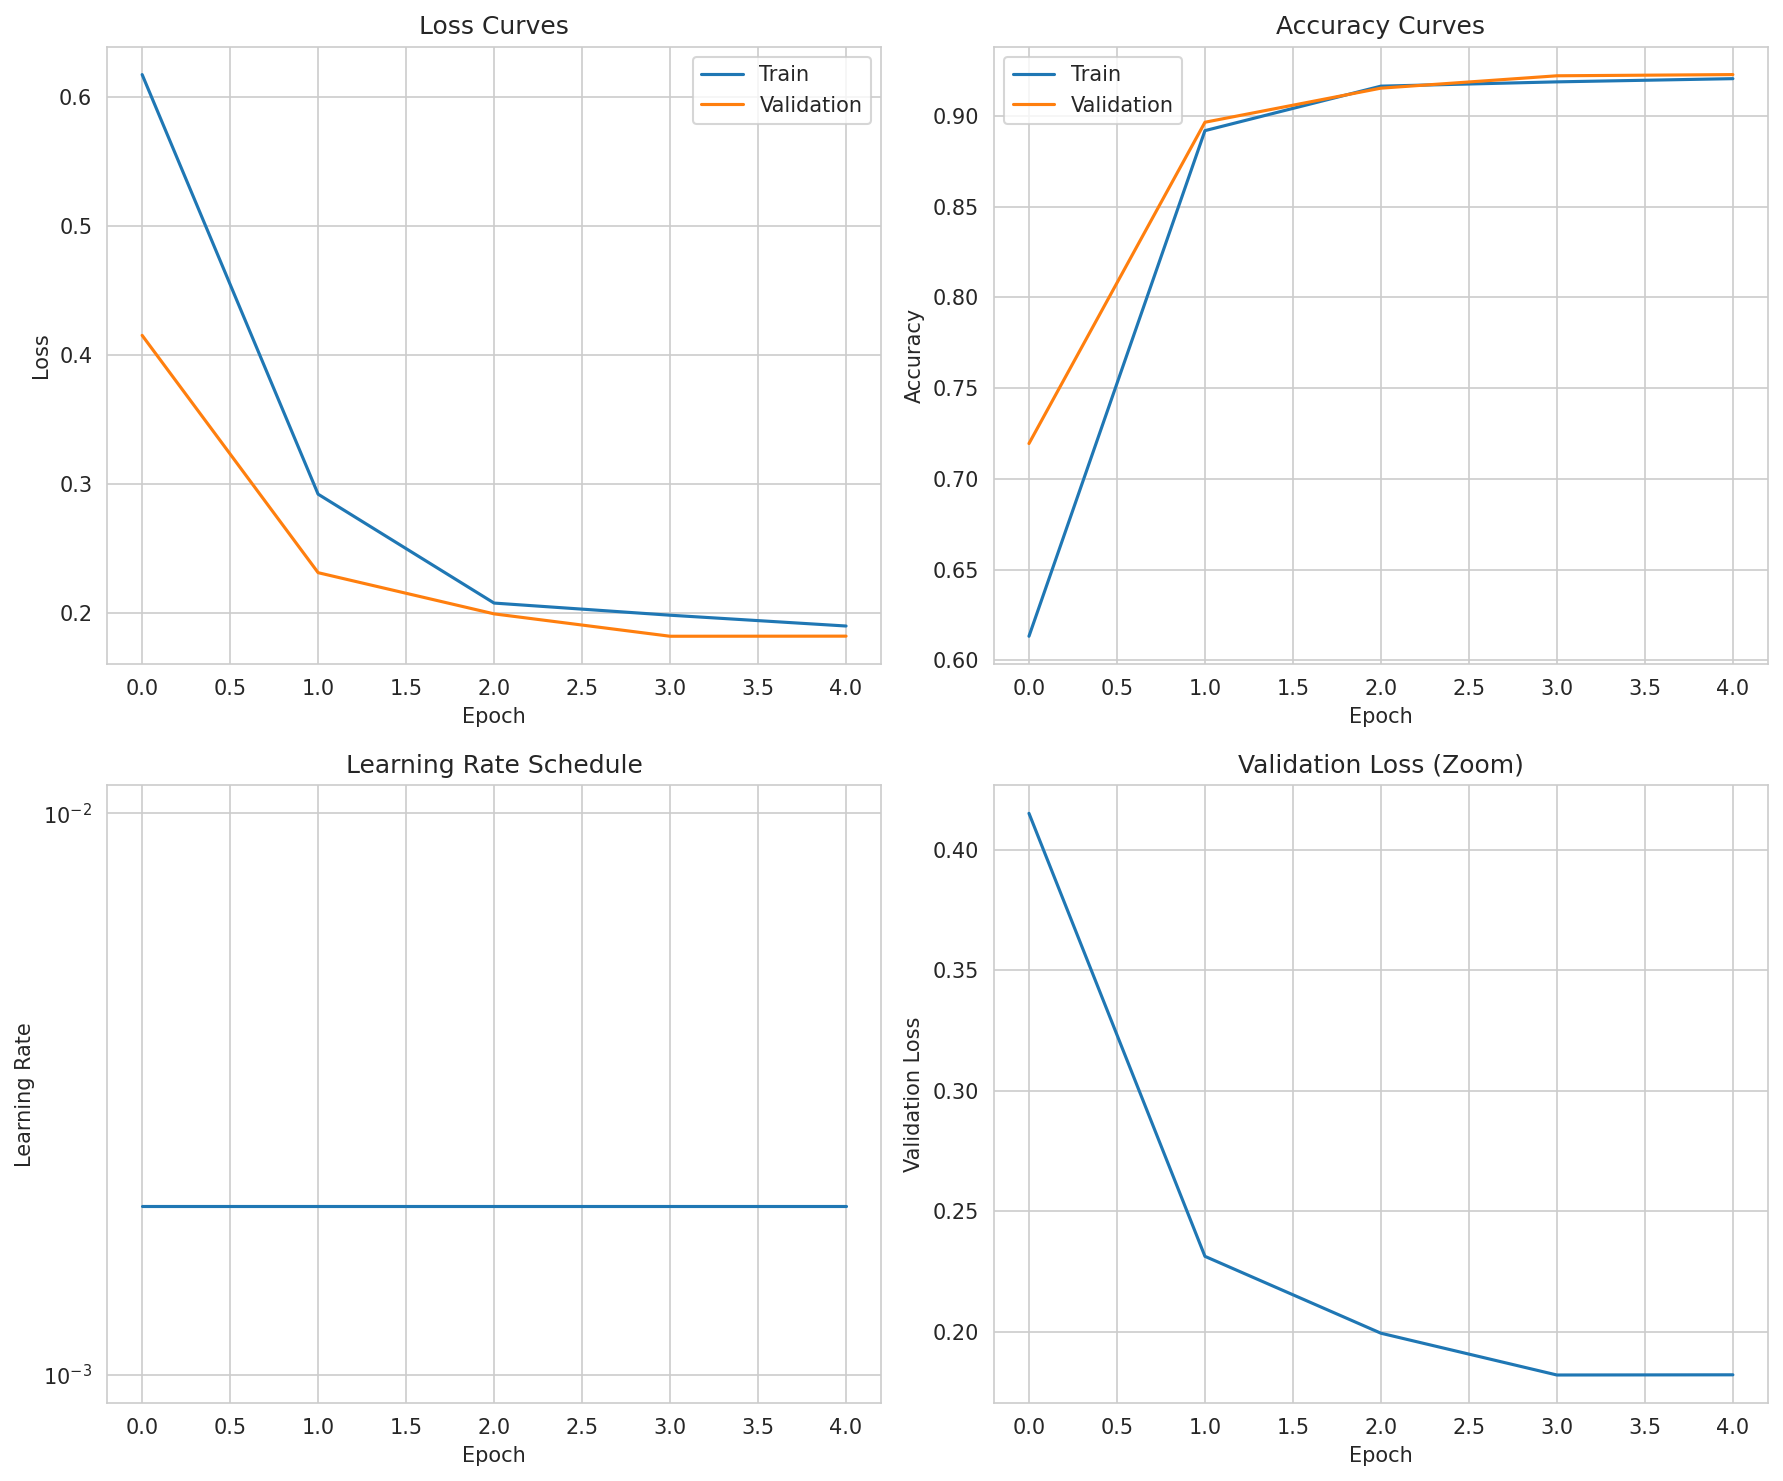 Loss Curves
Train
Validation
0.6
0.5
0.4
0.3
0.2
Loss
0.0 0.5 1.0 1.5 2.0 2.5 3.0 3.5 4.0
Epoch
Accuracy Curves
Train
Validation
0.90
0.85
0.80
0.75
0.70
0.65
0.60
Accuracy
0.0 0.5 1.0 1.5 2.0 2.5 3.0 3.5 4.0
Epoch
Learning Rate Schedule
10⁻²
10⁻³
Learning Rate
0.0 0.5 1.0 1.5 2.0 2.5 3.0 3.5 4.0
Epoch
Validation Loss (Zoom)
0.40
0.35
0.30
0.25
0.20
Validation Loss
0.0 0.5 1.0 1.5 2.0 2.5 3.0 3.5 4.0
Epoch